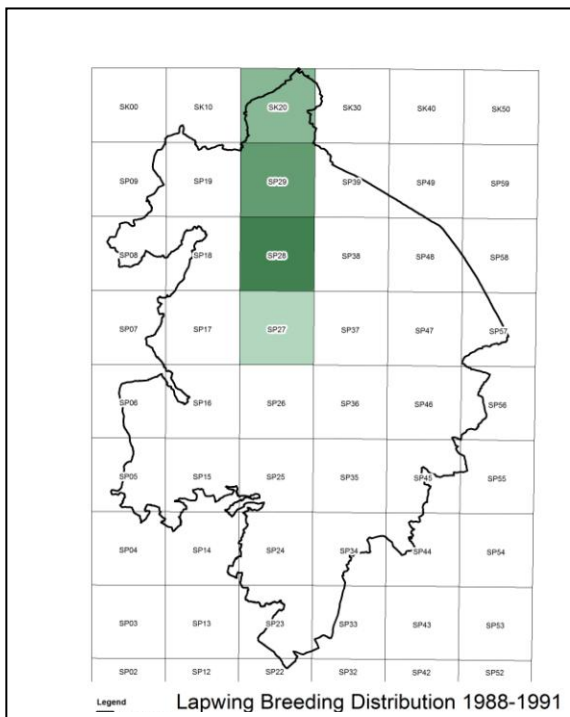 SK00 SK10 SK20 SK30 SK40 SK50
SP09 SP19 SP29 SP39 SP49 SP59
SP08 SP18 SP28 SP38 SP48 SP58
SP07 SP17 SP27 SP37 SP47 SP57
SP06 SP16 SP26 SP36 SP46 SP56
SP05 SP15 SP25 SP35 SP45 SP55
SP04 SP14 SP24 SP34 SP44 SP54
SP03 SP13 SP23 SP33 SP43 SP53
SP02 SP12 SP22 SP32 SP42 SP52
Legend Lapwing Breeding Distribution 1988-1991